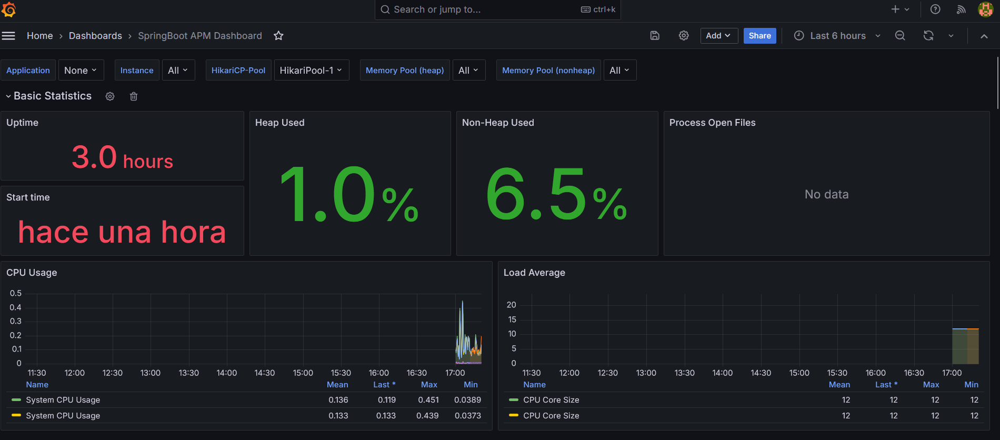 Search or jump to... ctrl+k
Home › Dashboards › SpringBoot APM Dashboard
Add
Share
Last 6 hours
Application None Instance All HikariCP-Pool HikariPool-1 Memory Pool (heap) All Memory Pool (nonheap) All
Basic Statistics
Uptime
3.0 hours
Start time
hace una hora
Heap Used
1.0%
Non-Heap Used
6.5%
Process Open Files
No data
CPU Usage
0.5
0.4
0.3
0.2
0.1
0
11:30 12:00 12:30 13:00 13:30 14:00 14:30 15:00 15:30 16:00 16:30 17:00
Name Mean Last * Max Min
System CPU Usage 0.136 0.119 0.451 0.0389
System CPU Usage 0.133 0.133 0.439 0.0373
Load Average
20
15
10
5
0
11:30 12:00 12:30 13:00 13:30 14:00 14:30 15:00 15:30 16:00 16:30 17:00
Name Mean Last * Max Min
CPU Core Size 12 12 12 12
CPU Core Size 12 12 12 12